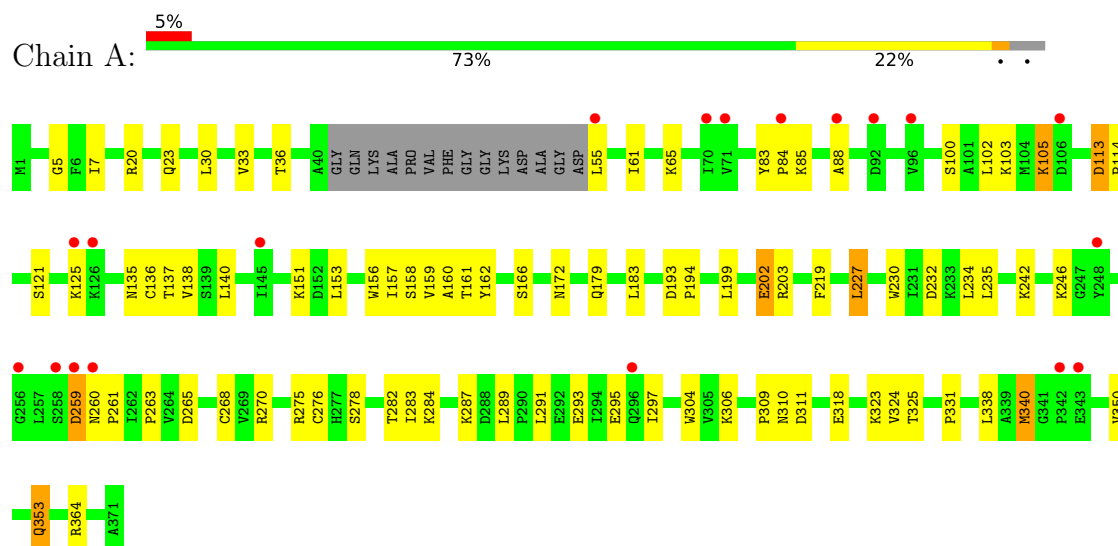 5%
Chain A:
73% 22% • •
M1 G5 F6 I7 R20 Q23 L30 V33 T36 A40 GLY GLN LYS ALA PRO VAL PHE GLY GLY LYS ASP ALA GLY ASP L55 I61 K65 I70 V71 Y83 P84 K85 A88 D92 V96 S100 A101 L102 K103 M104 K105 D106 D113
S121 K125 K126 N135 C136 T137 V138 S139 L140 I145 K151 D152 L153 W156 I157 S158 V159 A160 T161 Y162 S166 N172 Q179 L183 D193 P194 L199 E202 R203 F219 L227 W230 I231 D232 K233 L234 L235 K242 K246 G247 Y248
G256 L257 S258 D259 N260 P261 I262 P263 V264 D265 C268 V269 R270 R275 C276 H277 S278 T282 I283 K284 K287 D288 L289 P290 L291 E292 E293 I294 E295 Q296 I297 W304 V305 K306 P309 N310 D311 E318 K323 V324 T325 P331 L338 A339 M340 G341 P342 E343
Q353 R364 A371